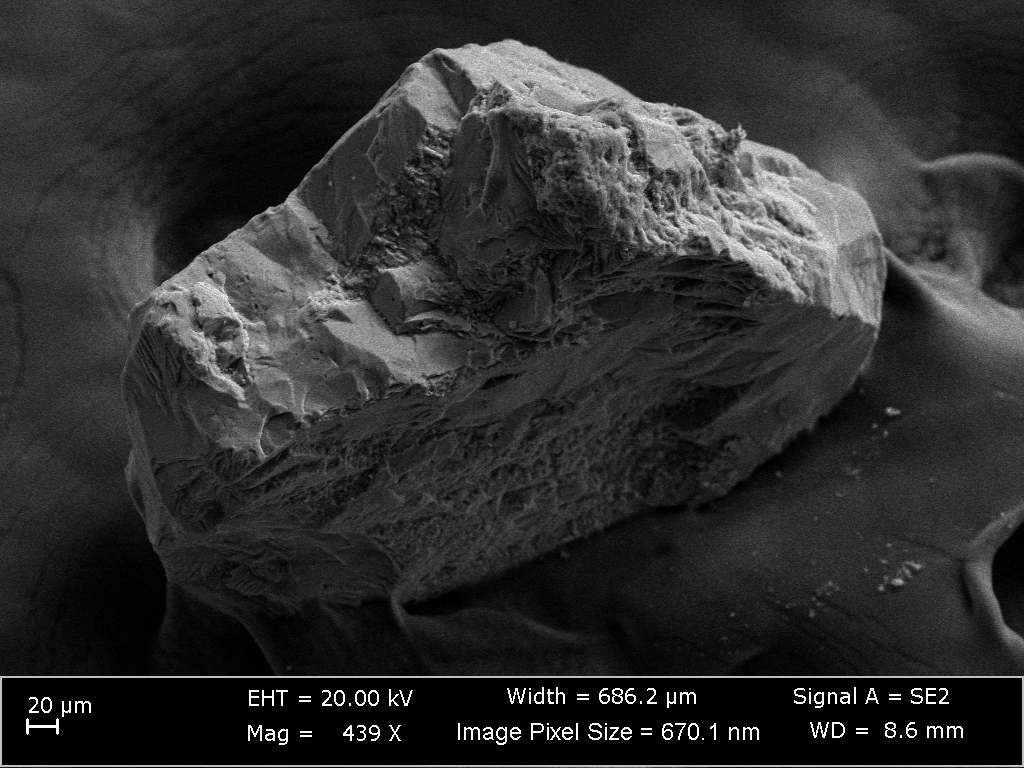 20 µm EHT = 20.00 kV Width = 686.2 µm Signal A = SE2
Mag = 439 X Image Pixel Size = 670.1 nm WD = 8.6 mm